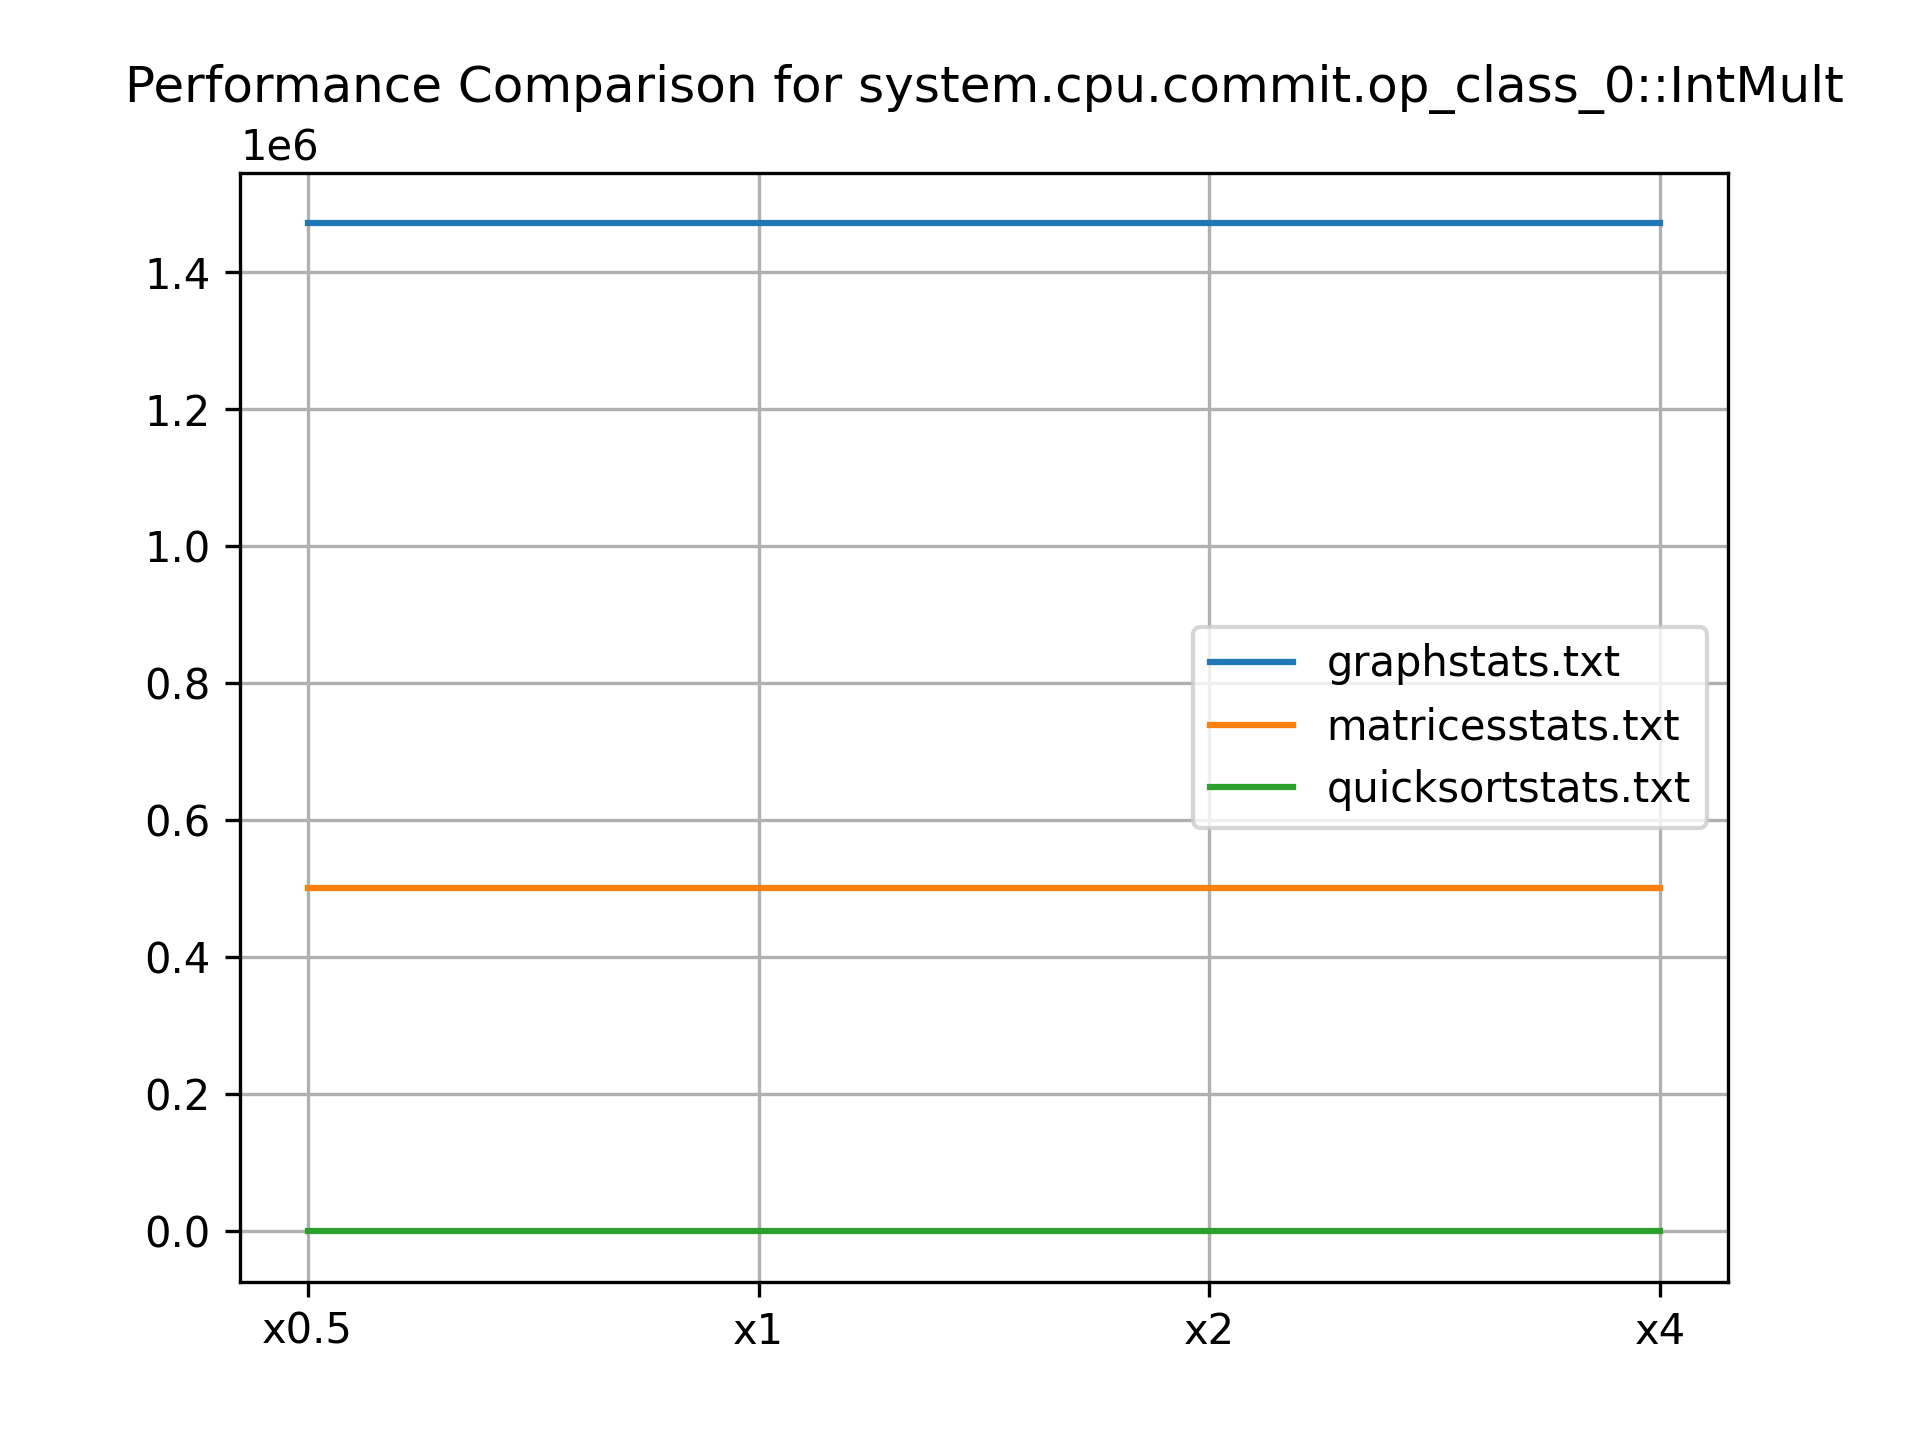 Performance Comparison for system.cpu.commit.op_class_0::IntMult
1e6
1.4
1.2
1.0
0.8
0.6
0.4
0.2
0.0
graphstats.txt
matricesstats.txt
quicksortstats.txt
x0.5
x1
x2
x4